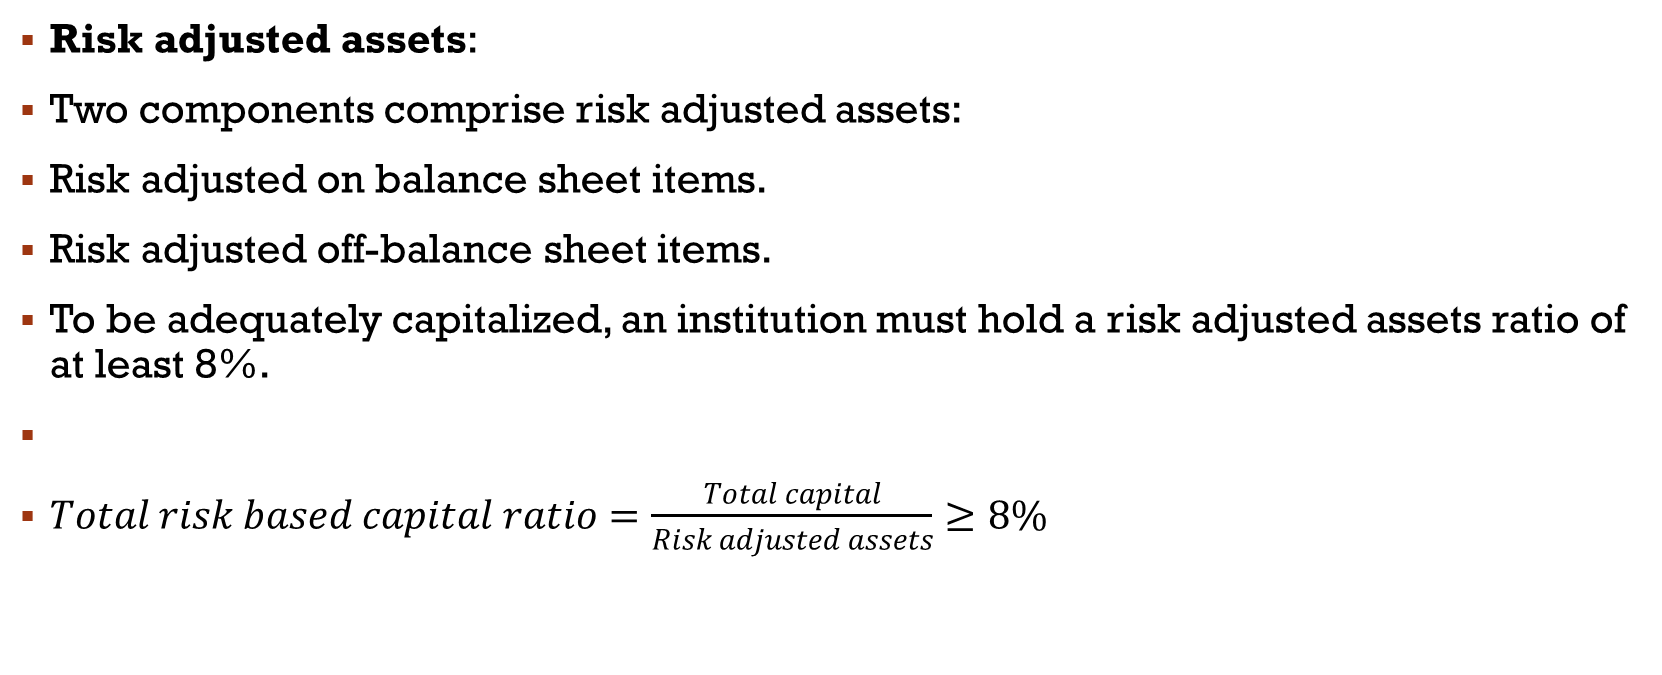 ▪ Risk adjusted assets:
▪ Two components comprise risk adjusted assets:
▪ Risk adjusted on balance sheet items.
▪ Risk adjusted off-balance sheet items.
▪ To be adequately capitalized, an institution must hold a risk adjusted assets ratio of
at least 8%.
▪
▪ Total risk based capital ratio = Total capital / Risk adjusted assets ≥ 8%